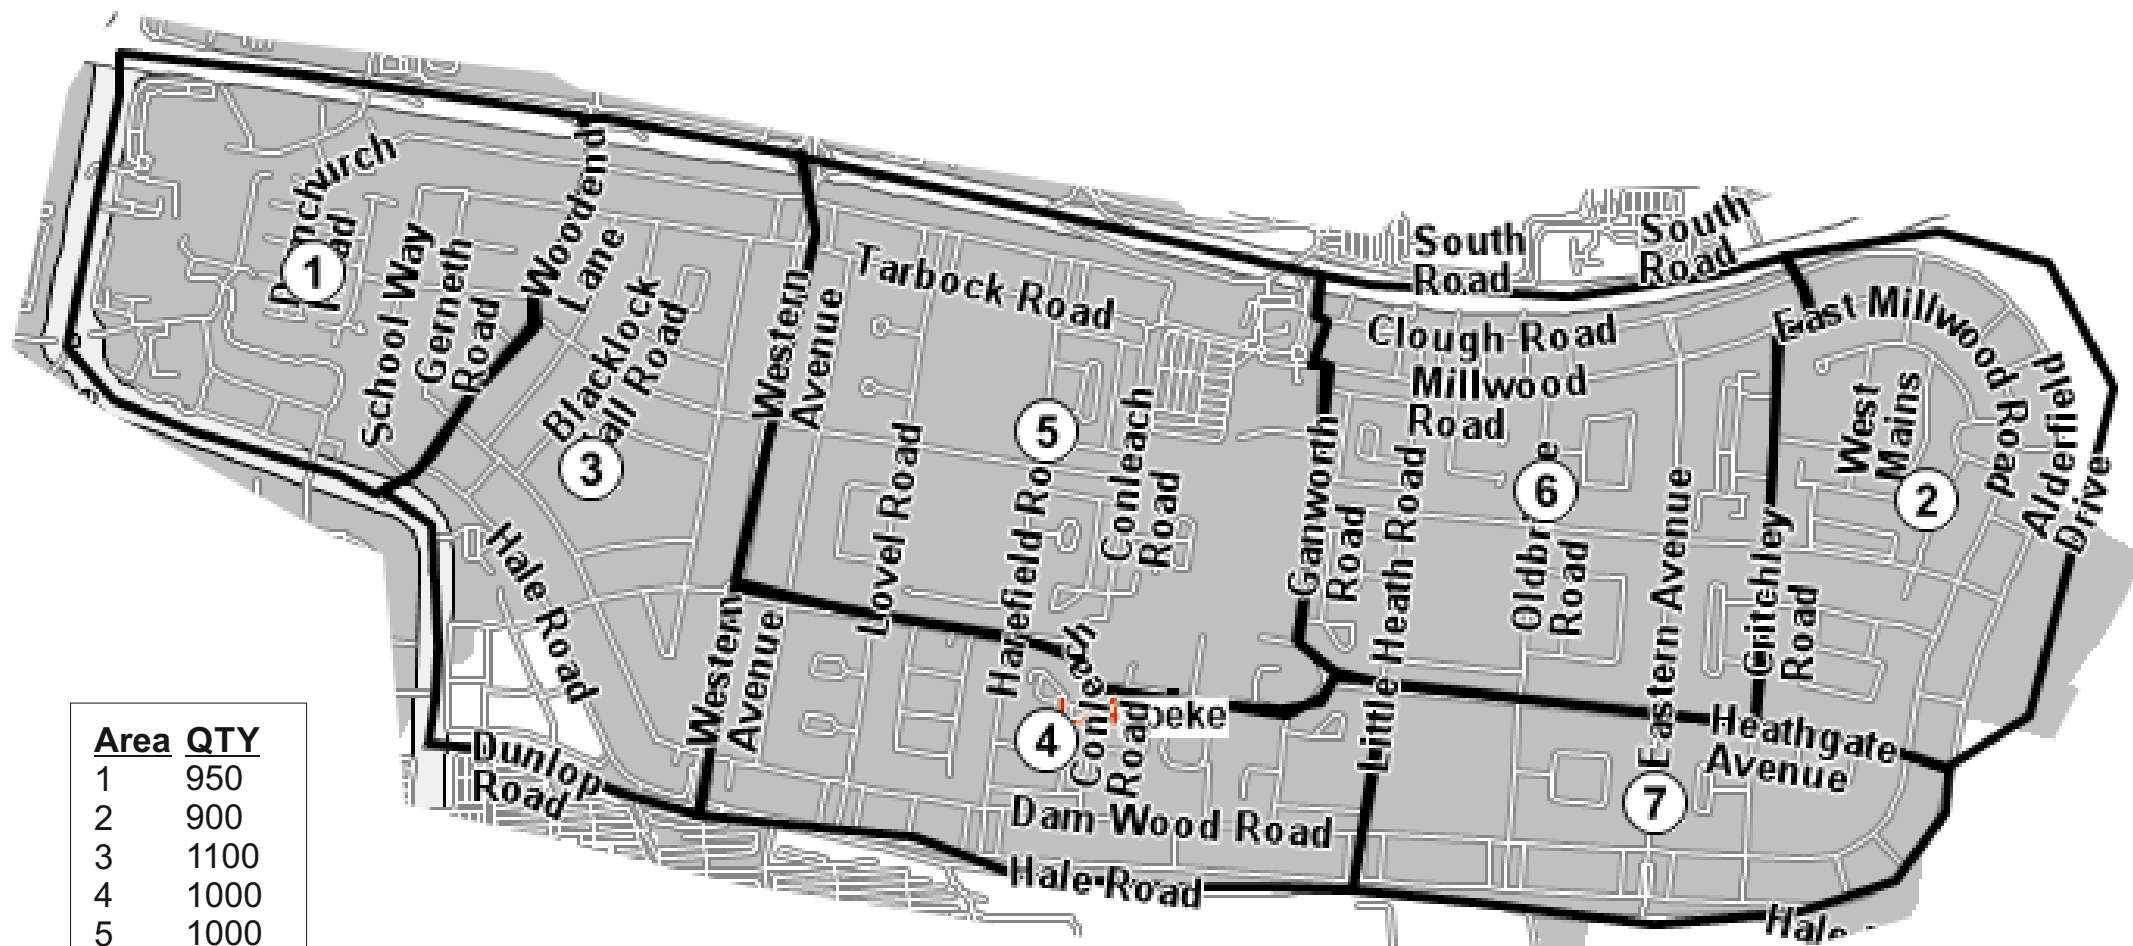 South
Road
South
Road
Woodend
Lane
School Way
Gerneth
Road
Blacklock
Western
Avenue
Tarbock Road
Clough Road
Millwood
Road
East Millwood Road
Alderfield
Drive
West
Mains
1
2
3
4
5
6
7
Lovel Road
Conleach
Road
Ganworth
Road
Little Heath Road
Road
Eastern Avenue
Critchley
Road
Hale Road
Western
Avenue
Road
Heathgate
Avenue
Dunlop
Road
Dam Wood Road
Hale Road
Hale
Area QTY
1 950
2 900
3 1100
4 1000
5 1000